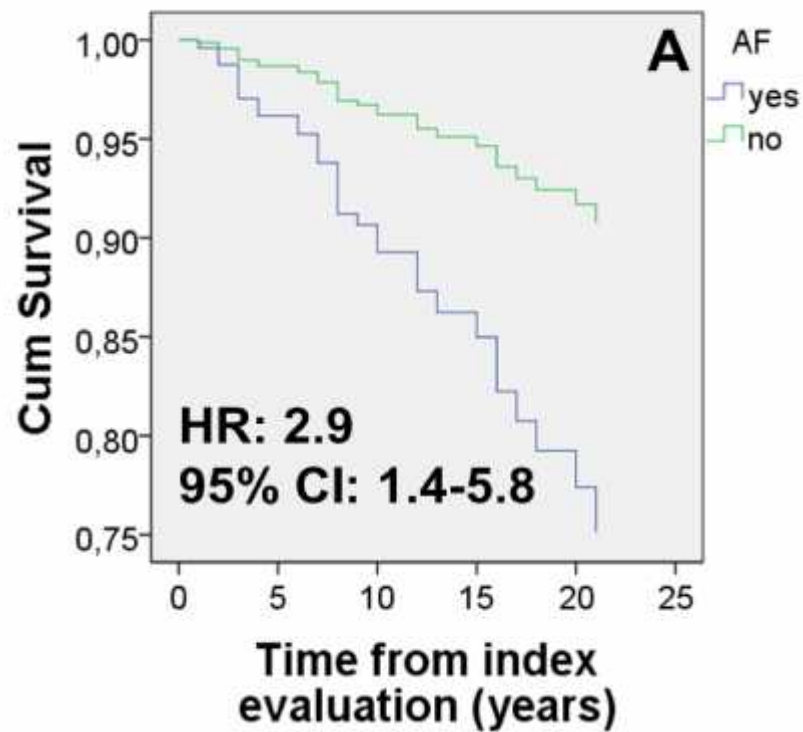 A
AF
yes
no
1,00
0,95
0,90
0,85
0,80
0,75
Cum Survival
HR: 2.9
95% CI: 1.4-5.8
0 5 10 15 20 25
Time from index
evaluation (years)